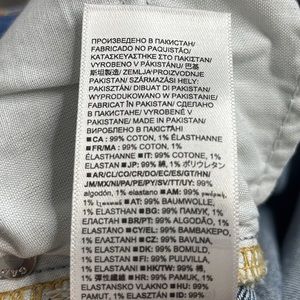 ПРОИЗВЕДЕНО В ПАКИСТАН/
FABRICADO NO PAQUISTÃO/
ΚΑΤΑΣΚΕΥΑΣΤΗΚΕ ΣΤΟ ΠΑΚΙΣΤΑΝ/
VYROBENO V PÁKISTÁNU/ 巴基
斯坦製造/ ZEMLJA PROIZVODNJE
PAKISTAN/ SZÁRMAZÁSI HELY:
PAKISZTÁN/ DIBUAT DI PAKISTAN/
WYPRODUKOWANO W PAKISTANIE/
FABRICAT ÎN PAKISTAN/ СДЕЛАНО
В ПАКИСТАНЕ/ VYROBENÉ V
PAKISTANE/ MADE IN PAKISTAN/
ВИРОБЛЕНО В ПАКИСТАНІ
■ CA: 99% COTON, 1% ÉLASTHANNE
■ FR/MA: 99% COTON, 1%
ÉLASTHANNE ■ IT: 99% COTONE, 1%
ELASTAN ■ JP: 99% 綿, 1% ポリウレタン
■ AR/CL/CO/CR/EC/ES/GT/HN/
JM/MX/NI/PA/PE/PY/SV/TT/UY: 99%
algodón, 1% elastano ■ AM: 99%
1% ■ AT: 99% BAUMWOLLE,
1% ELASTHAN ■ BG: 99% ПАМУК, 1%
ЕЛАСТАН ■ BR/PT: 99% ALGODÃO, 1%
ELASTANO ■ CY/EL: 99% ΒΑΜΒΑΚΕΡΟ,
1% ΕΛΑΣΤΑΝΗ ■ CZ: 99% BAVLNA,
1% ELASTAN ■ DK: 99% BOMULD,
1% ELASTAN ■ FI: 99% PUUVILLA,
1% ELASTAANI ■ HK/TW: 99% 棉,
1% 彈性纖維 ■ HR: 99% PAMUK, 1%
ELASTANSKO VLAKNO ■ HU: 99%
PAMUT, 1% ELASZTÁN ■ ID: 99%